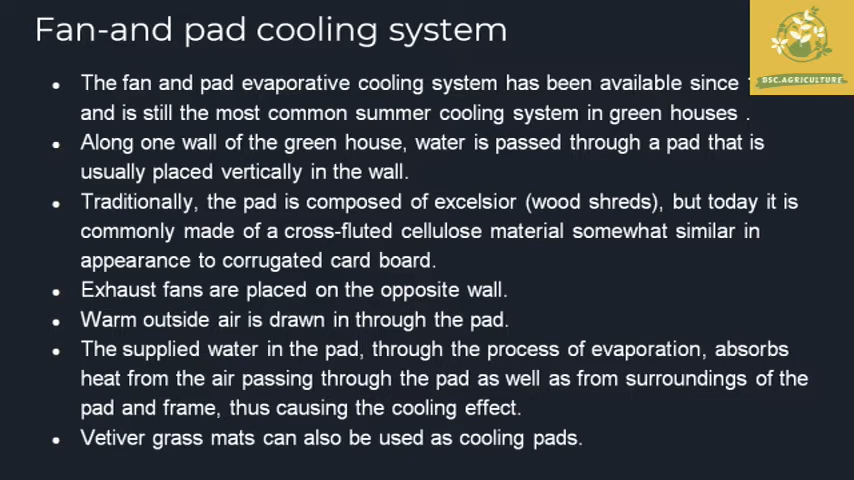 Fan-and pad cooling system
DSC.AGRICULTURE
• The fan and pad evaporative cooling system has been available since
and is still the most common summer cooling system in green houses .
• Along one wall of the green house, water is passed through a pad that is
usually placed vertically in the wall.
• Traditionally, the pad is composed of excelsior (wood shreds), but today it is
commonly made of a cross-fluted cellulose material somewhat similar in
appearance to corrugated card board.
• Exhaust fans are placed on the opposite wall.
• Warm outside air is drawn in through the pad.
• The supplied water in the pad, through the process of evaporation, absorbs
heat from the air passing through the pad as well as from surroundings of the
pad and frame, thus causing the cooling effect.
• Vetiver grass mats can also be used as cooling pads.